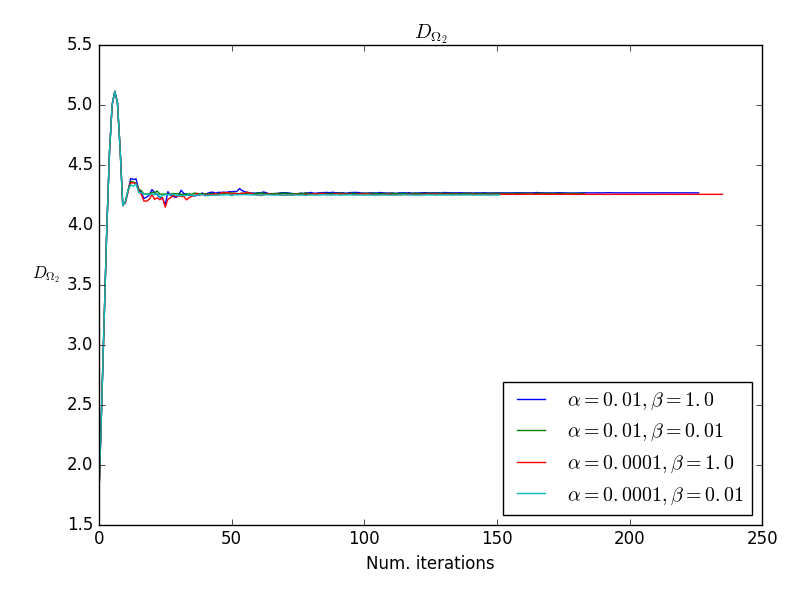 D_{Ω_2}
5.5
5.0
4.5
4.0
D_{Ω_2}
3.5
3.0
2.5
2.0
1.5
α = 0.01, β = 1.0
α = 0.01, β = 0.01
α = 0.0001, β = 1.0
α = 0.0001, β = 0.01
0 50 100 150 200 250
Num. iterations